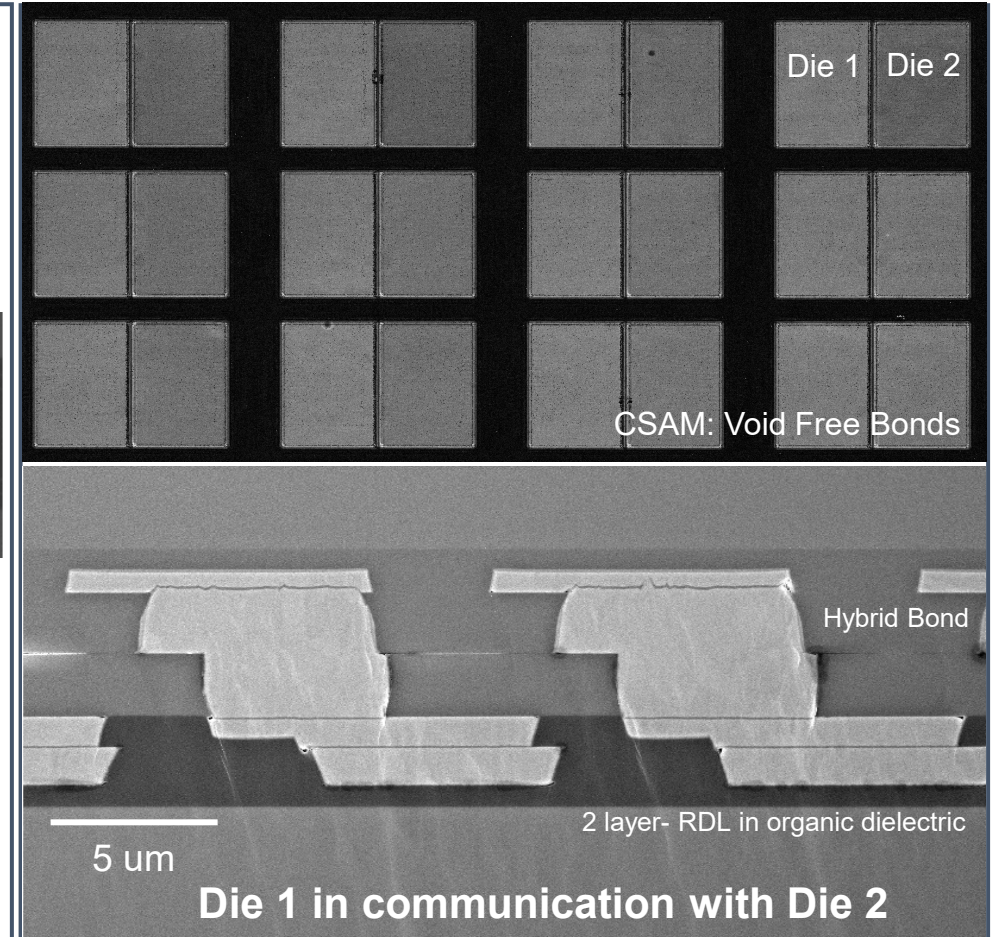 Die 1 Die 2
CSAM: Void Free Bonds
Hybrid Bond
2 layer- RDL in organic dielectric
5 um
Die 1 in communication with Die 2